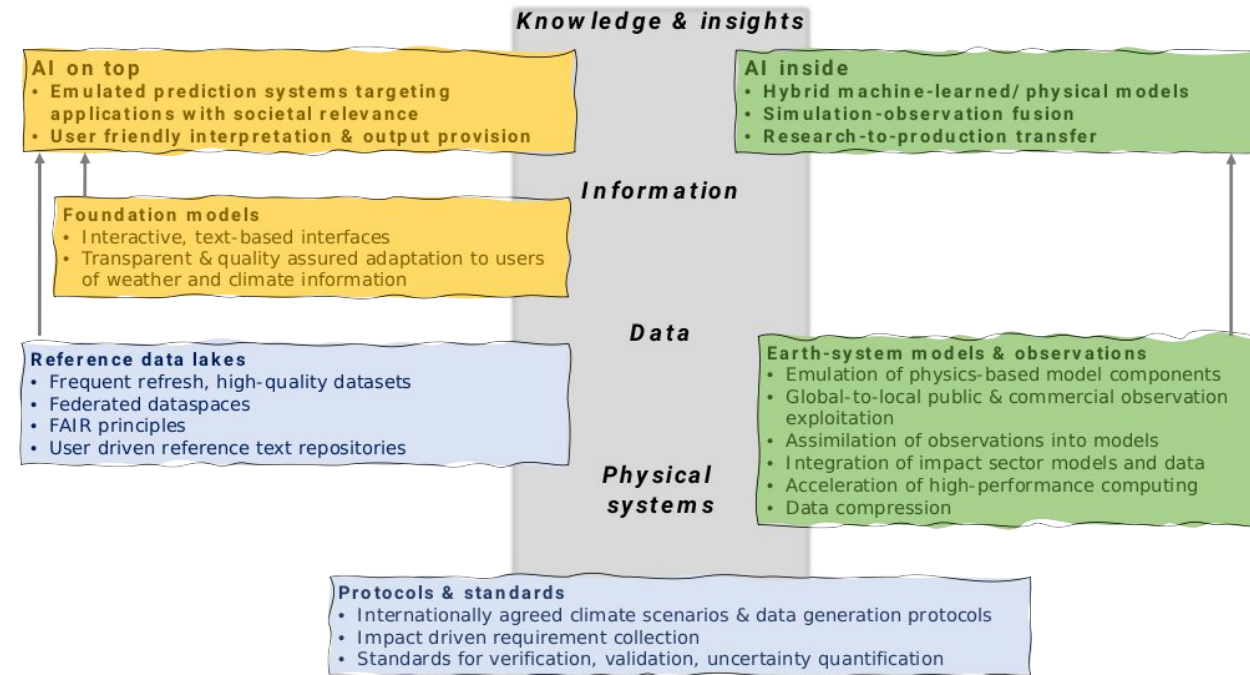 Knowledge & insights
AI on top
• Emulated prediction systems targeting
applications with societal relevance
• User friendly interpretation & output provision
AI inside
• Hybrid machine-learned/ physical models
• Simulation-observation fusion
• Research-to-production transfer
Information
Foundation models
• Interactive, text-based interfaces
• Transparent & quality assured adaptation to users
of weather and climate information
Data
Reference data lakes
• Frequent refresh, high-quality datasets
• Federated dataspaces
• FAIR principles
• User driven reference text repositories
Earth-system models & observations
• Emulation of physics-based model components
• Global-to-local public & commercial observation
exploitation
• Assimilation of observations into models
• Integration of impact sector models and data
• Acceleration of high-performance computing
• Data compression
Physical
systems
Protocols & standards
• Internationally agreed climate scenarios & data generation protocols
• Impact driven requirement collection
• Standards for verification, validation, uncertainty quantification